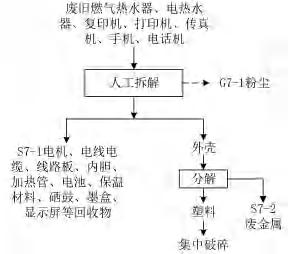 废旧燃气热水器、电热水
器、复印机、打印机、传真
机、手机、电话机
人工拆解
G7-1粉尘
S7-1电机、电线电
缆、线路板、内胆、
加热管、电池、保温
材料、硒鼓、墨盒、
显示屏等回收物
外壳
分解
塑料
S7-2
废金属
集中破碎